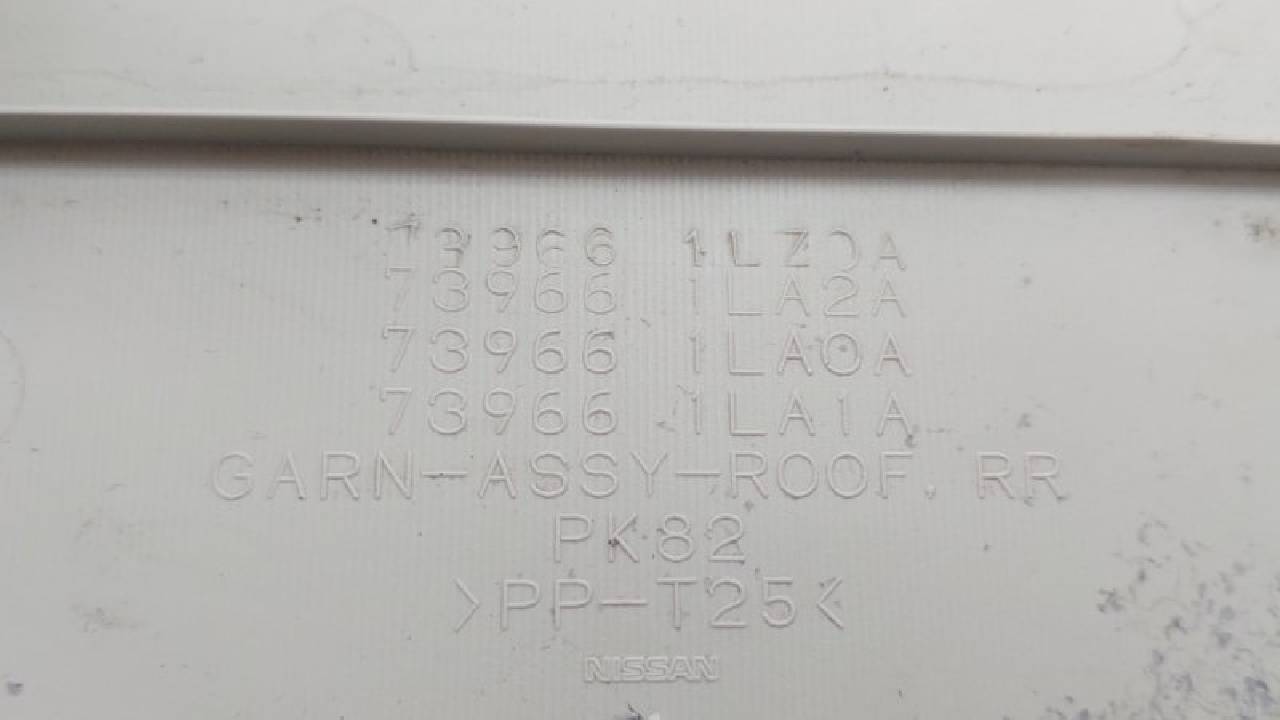 73966 1LZ0A
73966 1LA2A
73966 1LA0A
73966 1LA1A
GARN-ASSY-ROOF, RR
PK82
>PP-T25<
NISSAN